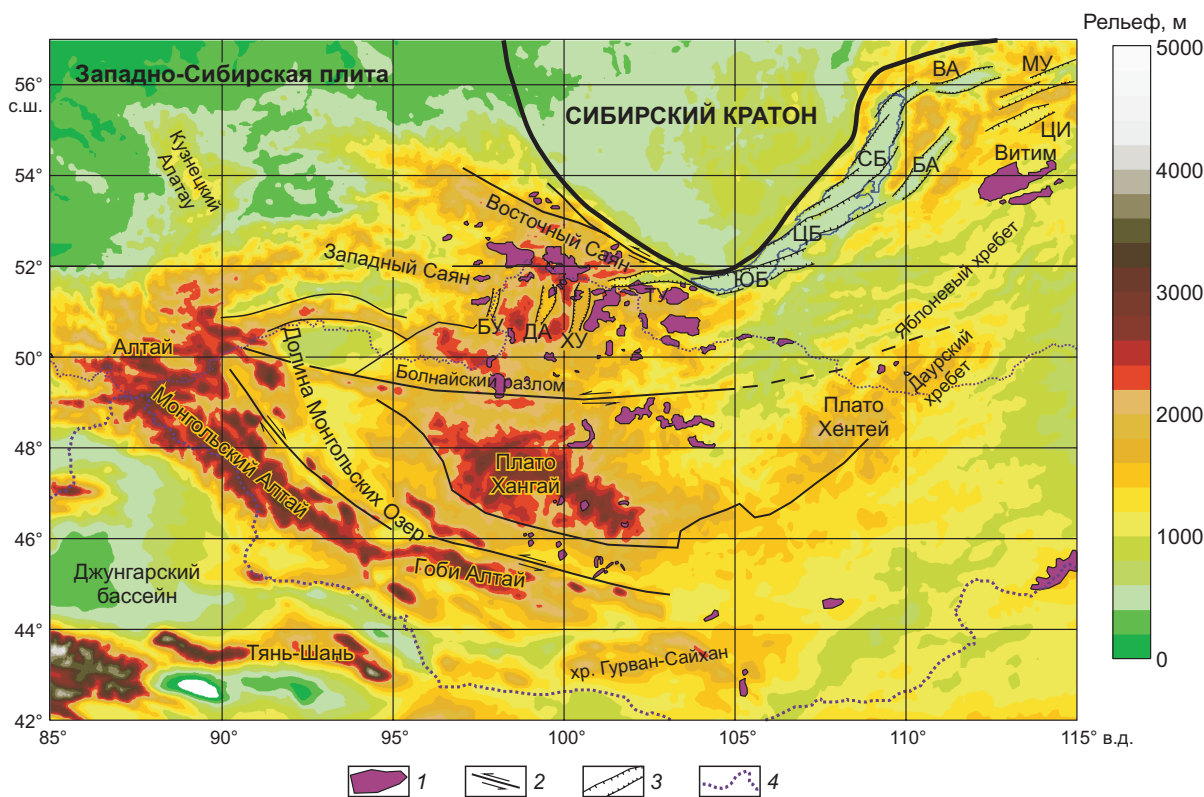 Рельеф, м
5000
4000
3000
2000
1000
0
56°
с.ш.
54°
52°
50°
48°
46°
44°
42°
85
90
95
100
105
110
115° в.д.
Западно-Сибирская плита
СИБИРСКИЙ КРАТОН
ВА
МУ
ЦИ
Витим
СБ
БА
ЦБ
ЮБ
Кузнецкий
Алатау
Восточный Саян
Западный Саян
ТУ
БУ
ДА
ХУ
Яблоневый хребет
Даурский
хребет
Алтай
Долина Монгольских Озер
Болнайский разлом
Монгольский Алтай
Плато
Хентей
Плато
Хангай
Гоби Алтай
Джунгарский
бассейн
Тянь-Шань
хр. Гурван-Сайхан
1
2
3
4